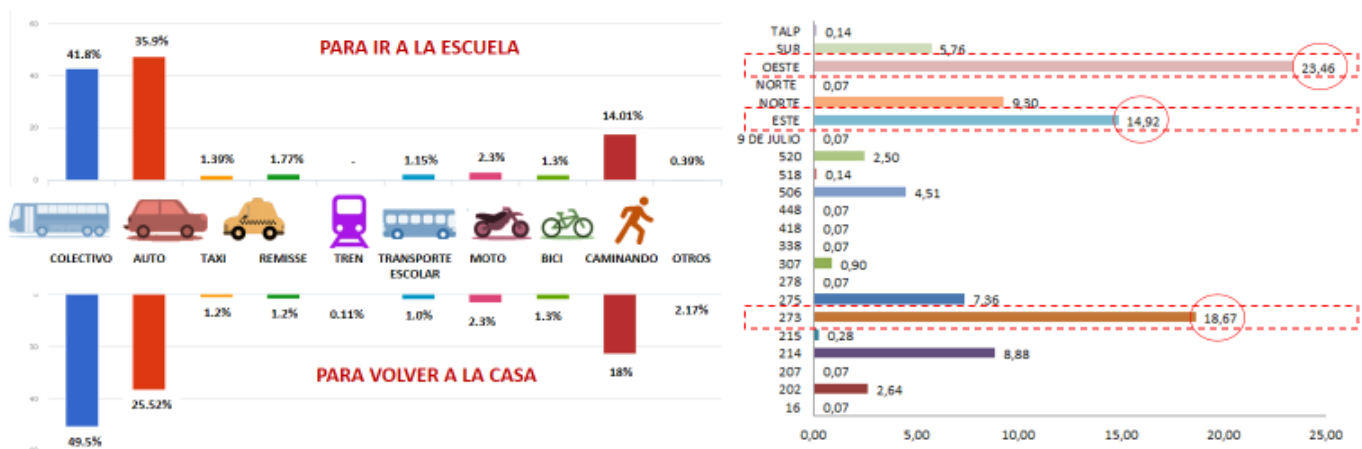 60
40
20
0
PARA IR A LA ESCUELA
41.8%
35.9%
1.39%
1.77%
-
1.15%
2.3%
1.3%
14.01%
0.39%
COLECTIVO
AUTO
TAXI
REMISSE
TREN
TRANSPORTE
ESCOLAR
MOTO
BICI
CAMINANDO
OTROS
0
40
1.2%
1.2%
0.11%
1.0%
2.3%
1.3%
18%
2.17%
25.52%
49.5%
PARA VOLVER A LA CASA
TALP 0,14
SUR 5,76
OESTE 23,46
NORTE 0,07
NORTE 9,30
ESTE 14,92
9 DE JULIO 0,07
520 2,50
518 0,14
506 4,51
448 0,07
418 0,07
338 0,07
307 0,90
278 0,07
275 7,36
273 18,67
215 0,28
214 8,88
207 0,07
202 2,64
16 0,07
0,00 5,00 10,00 15,00 20,00 25,00